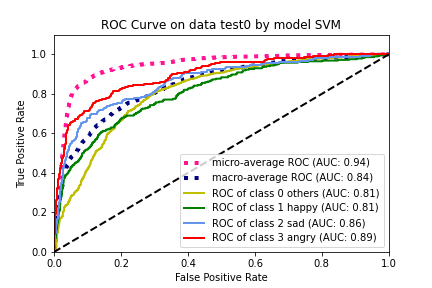 ROC Curve on data test0 by model SVM
True Positive Rate
1.0
0.8
0.6
0.4
0.2
0.0
micro-average ROC (AUC: 0.94)
macro-average ROC (AUC: 0.84)
ROC of class 0 others (AUC: 0.81)
ROC of class 1 happy (AUC: 0.81)
ROC of class 2 sad (AUC: 0.86)
ROC of class 3 angry (AUC: 0.89)
0.0 0.2 0.4 0.6 0.8 1.0
False Positive Rate